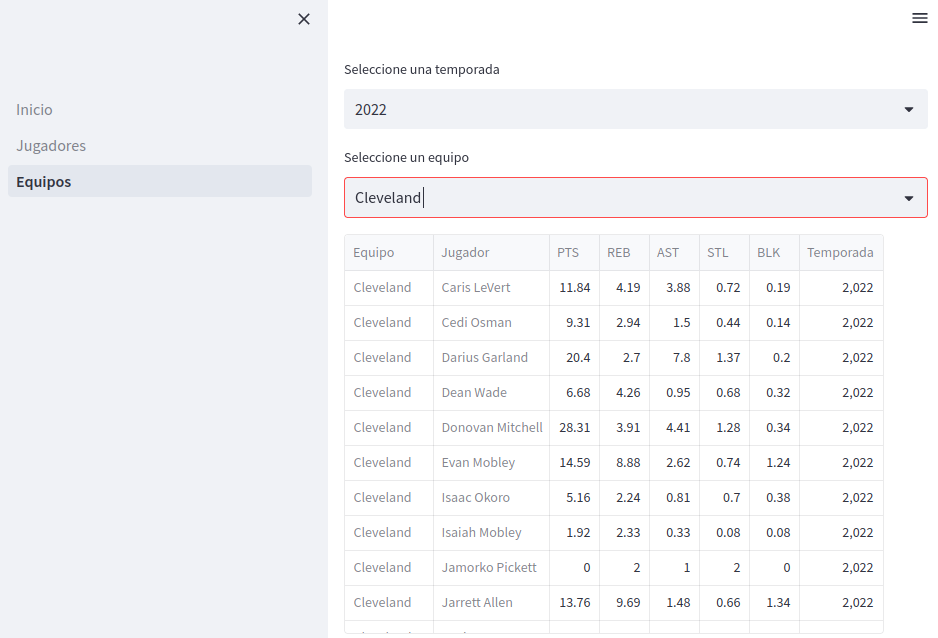 Inicio
Jugadores
Equipos
Seleccione una temporada
2022
Seleccione un equipo
Cleveland
Equipo Jugador PTS REB AST STL BLK Temporada
Cleveland Caris LeVert 11.84 4.19 3.88 0.72 0.19 2,022
Cleveland Cedi Osman 9.31 2.94 1.5 0.44 0.14 2,022
Cleveland Darius Garland 20.4 2.7 7.8 1.37 0.2 2,022
Cleveland Dean Wade 6.68 4.26 0.95 0.68 0.32 2,022
Cleveland Donovan Mitchell 28.31 3.91 4.41 1.28 0.34 2,022
Cleveland Evan Mobley 14.59 8.88 2.62 0.74 1.24 2,022
Cleveland Isaac Okoro 5.16 2.24 0.81 0.7 0.38 2,022
Cleveland Isaiah Mobley 1.92 2.33 0.33 0.08 0.08 2,022
Cleveland Jamorko Pickett 0 2 1 2 0 2,022
Cleveland Jarrett Allen 13.76 9.69 1.48 0.66 1.34 2,022